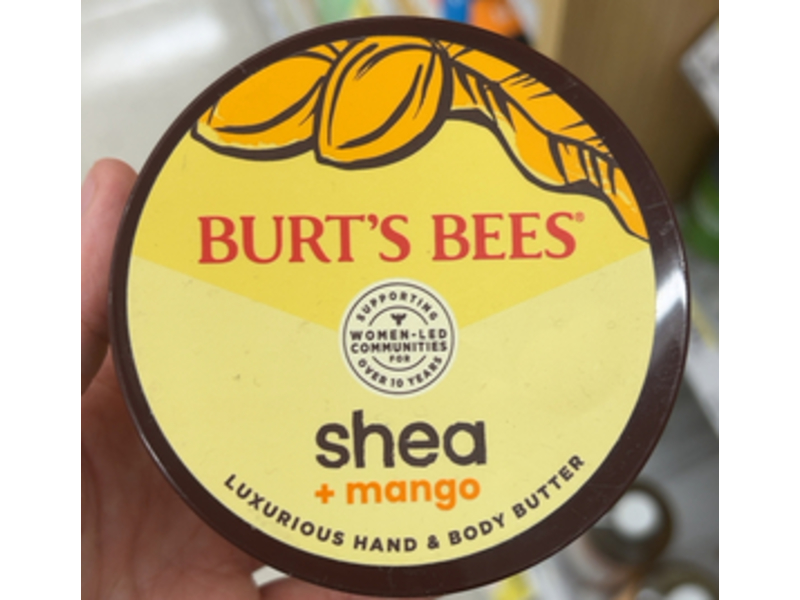 BURT'S BEES®
SUPPORTING
WOMEN-LED
COMMUNITIES
FOR
OVER 10 YEARS
shea
+ mango
LUXURIOUS HAND & BODY BUTTER